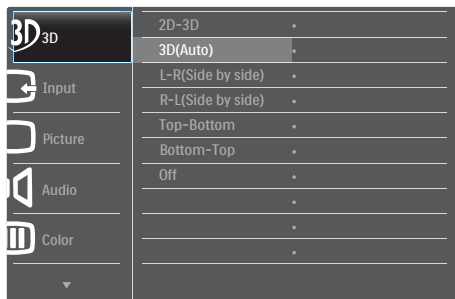 3D 3D
Input
Picture
Audio
Color
2D-3D
3D(Auto)
L-R(Side by side)
R-L(Side by side)
Top-Bottom
Bottom-Top
Off